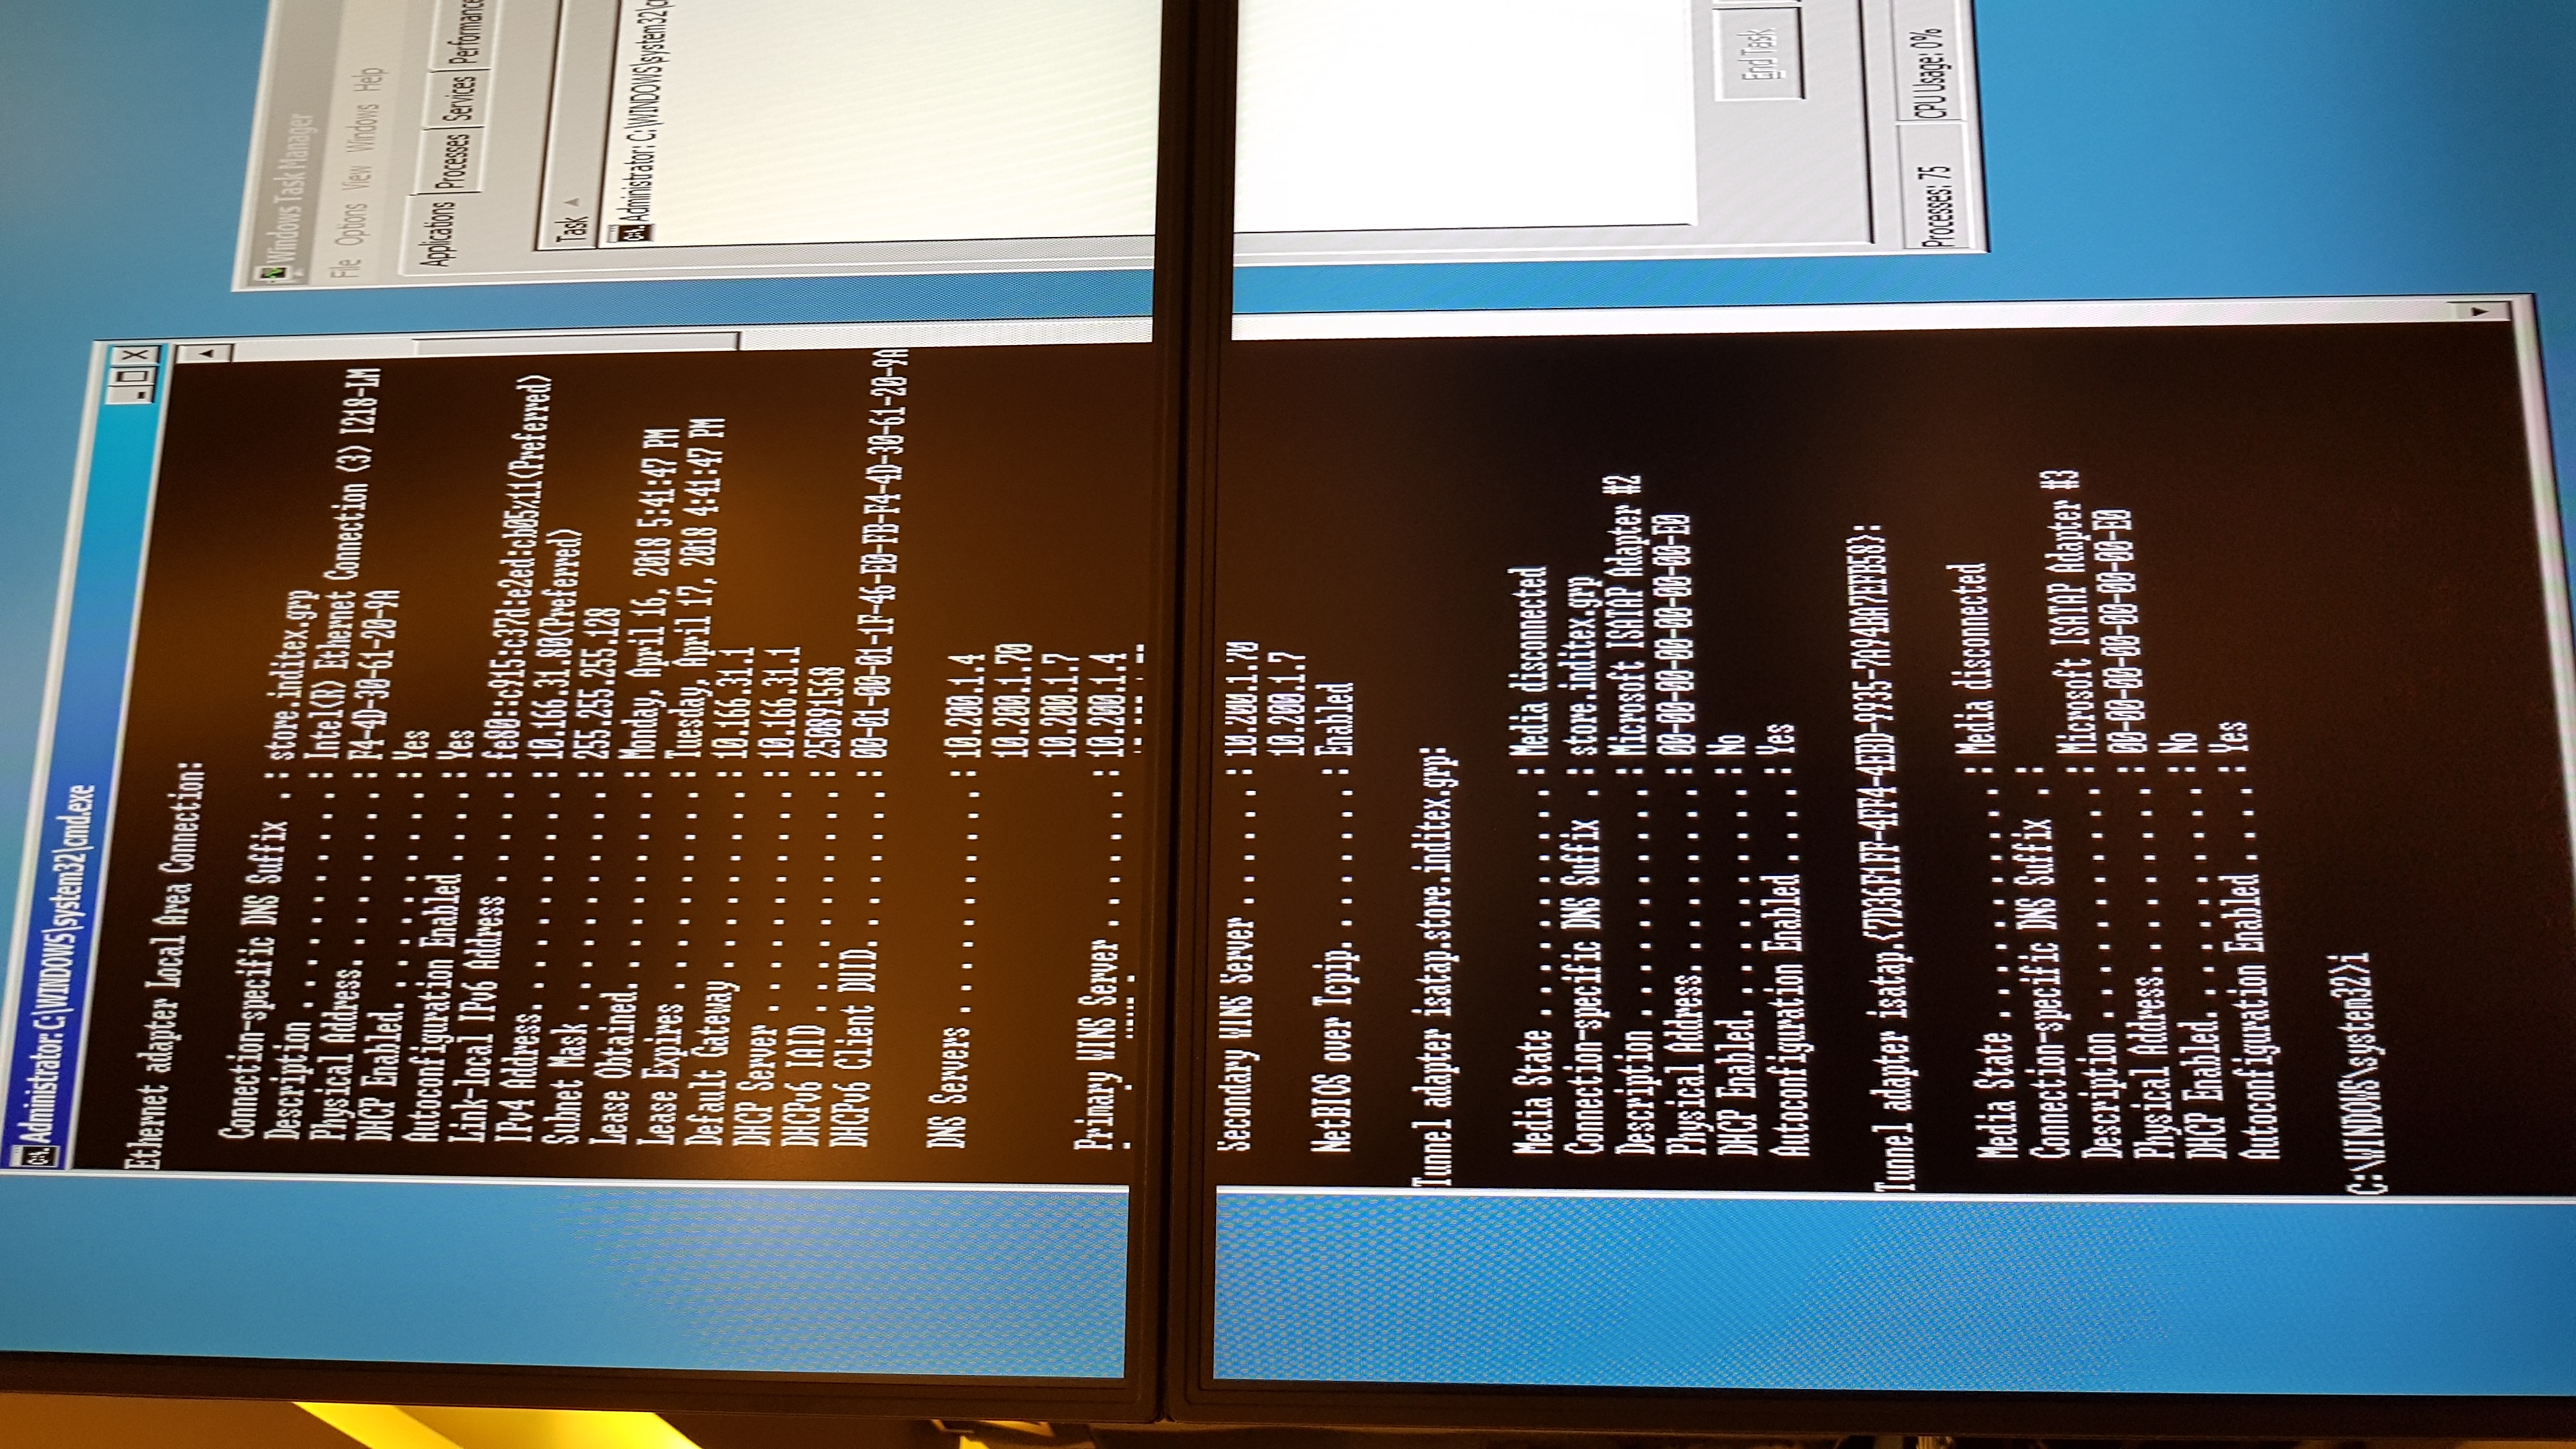 Administrator: C:\WINDOWS\system32\cmd.exe
Ethernet adapter Local Area Connection:
Connection-specific DNS Suffix . : store.inditex.grp
Description . . . . . . . . . . . : Intel(R) Ethernet Connection (3) I218-LM
Physical Address. . . . . . . . . : F4-4D-30-61-20-9A
DHCP Enabled. . . . . . . . . . . : Yes
Autoconfiguration Enabled . . . . : Yes
Link-local IPv6 Address . . . . . : fe80::c915:c37d:e2ed:cb05%11(Preferred)
IPv4 Address. . . . . . . . . . . : 10.166.31.80(Preferred)
Subnet Mask . . . . . . . . . . . : 255.255.255.128
Lease Obtained. . . . . . . . . . : Monday, April 16, 2018 5:41:47 PM
Lease Expires . . . . . . . . . . : Tuesday, April 17, 2018 4:41:47 PM
Default Gateway . . . . . . . . . : 10.166.31.1
DHCP Server . . . . . . . . . . . : 10.166.31.1
DHCPv6 IAID . . . . . . . . . . . : 250891568
DHCPv6 Client DUID. . . . . . . . : 00-01-00-01-1F-46-E0-FB-F4-4D-30-61-20-9A
DNS Servers . . . . . . . . . . . : 10.200.1.4
10.200.1.70
10.200.1.7
Primary WINS Server . . . . . . . : 10.200.1.4
Secondary WINS Server . . . . . . : 10.200.1.70
10.200.1.7
NetBIOS over Tcpip. . . . . . . . : Enabled
Tunnel adapter isatap.store.inditex.grp:
Media State . . . . . . . . . . . : Media disconnected
Connection-specific DNS Suffix . : store.inditex.grp
Description . . . . . . . . . . . : Microsoft ISATAP Adapter #2
Physical Address. . . . . . . . . : 00-00-00-00-00-00-00-E0
DHCP Enabled. . . . . . . . . . . : No
Autoconfiguration Enabled . . . . : Yes
Tunnel adapter isatap.{7D36F1FF-4FF4-4EBD-9935-7A94BA7EFB58}:
Media State . . . . . . . . . . . : Media disconnected
Connection-specific DNS Suffix . :
Description . . . . . . . . . . . : Microsoft ISATAP Adapter #3
Physical Address. . . . . . . . . : 00-00-00-00-00-00-00-E0
DHCP Enabled. . . . . . . . . . . : No
Autoconfiguration Enabled . . . . : Yes
C:\WINDOWS\system32>i
Windows Task Manager
File Options View Windows Help
Applications Processes Services Performance
Task
Administrator: C:\WINDOWS\system32\c
End Task
Processes: 75 CPU Usage: 0%